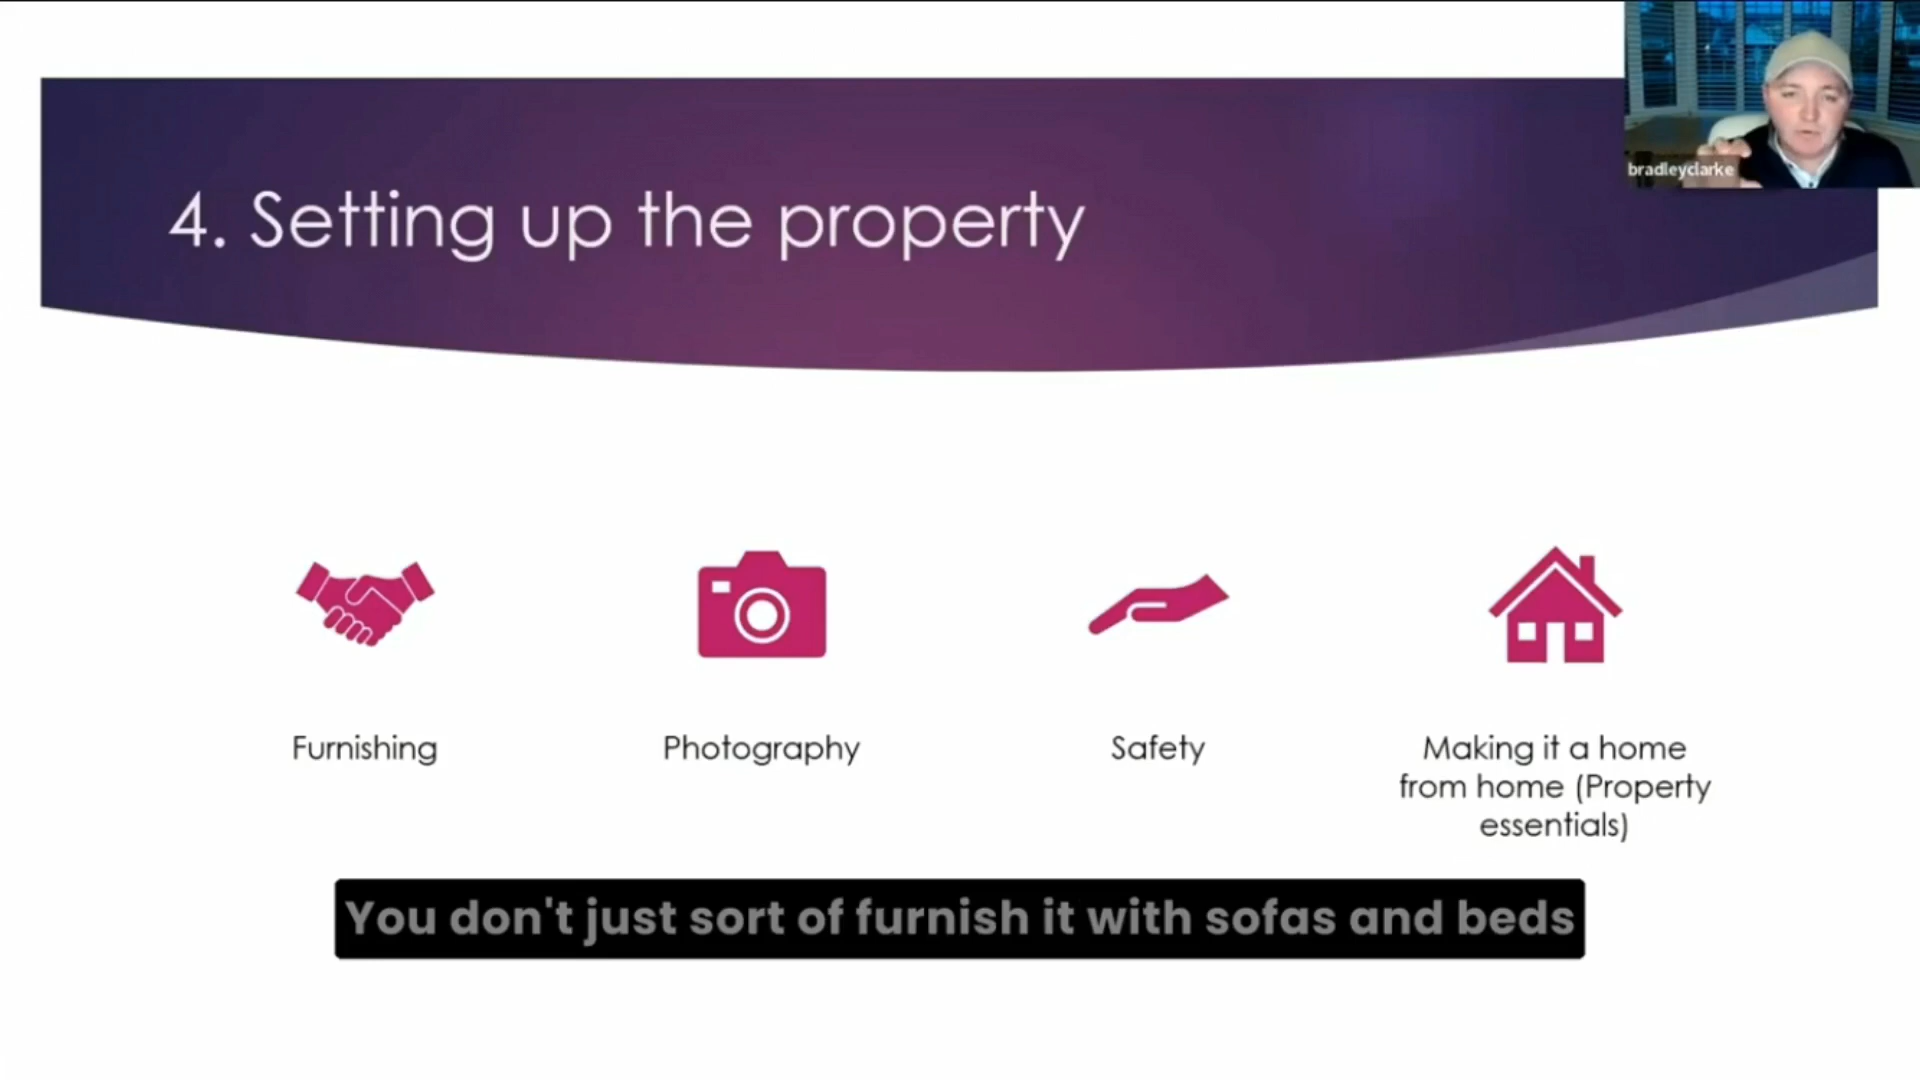 bradleyclarke
4. Setting up the property
Furnishing
Photography
Safety
Making it a home
from home (Property
essentials)
You don't just sort of furnish it with sofas and beds